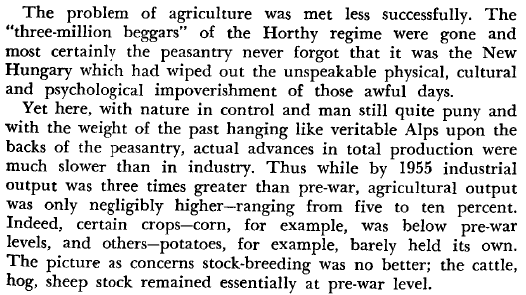 The problem of agriculture was met less successfully. The
"three-million beggars" of the Horthy regime were gone and
most certainly the peasantry never forgot that it was the New
Hungary which had wiped out the unspeakable physical, cultural
and psychological impoverishment of those awful days.
Yet here, with nature in control and man still quite puny and
with the weight of the past hanging like veritable Alps upon the
backs of the peasantry, actual advances in total production were
much slower than in industry. Thus while by 1955 industrial
output was three times greater than pre-war, agricultural output
was only negligibly higher—ranging from five to ten percent.
Indeed, certain crops—corn, for example, was below pre-war
levels, and others—potatoes, for example, barely held its own.
The picture as concerns stock-breeding was no better; the cattle,
hog, sheep stock remained essentially at pre-war level.